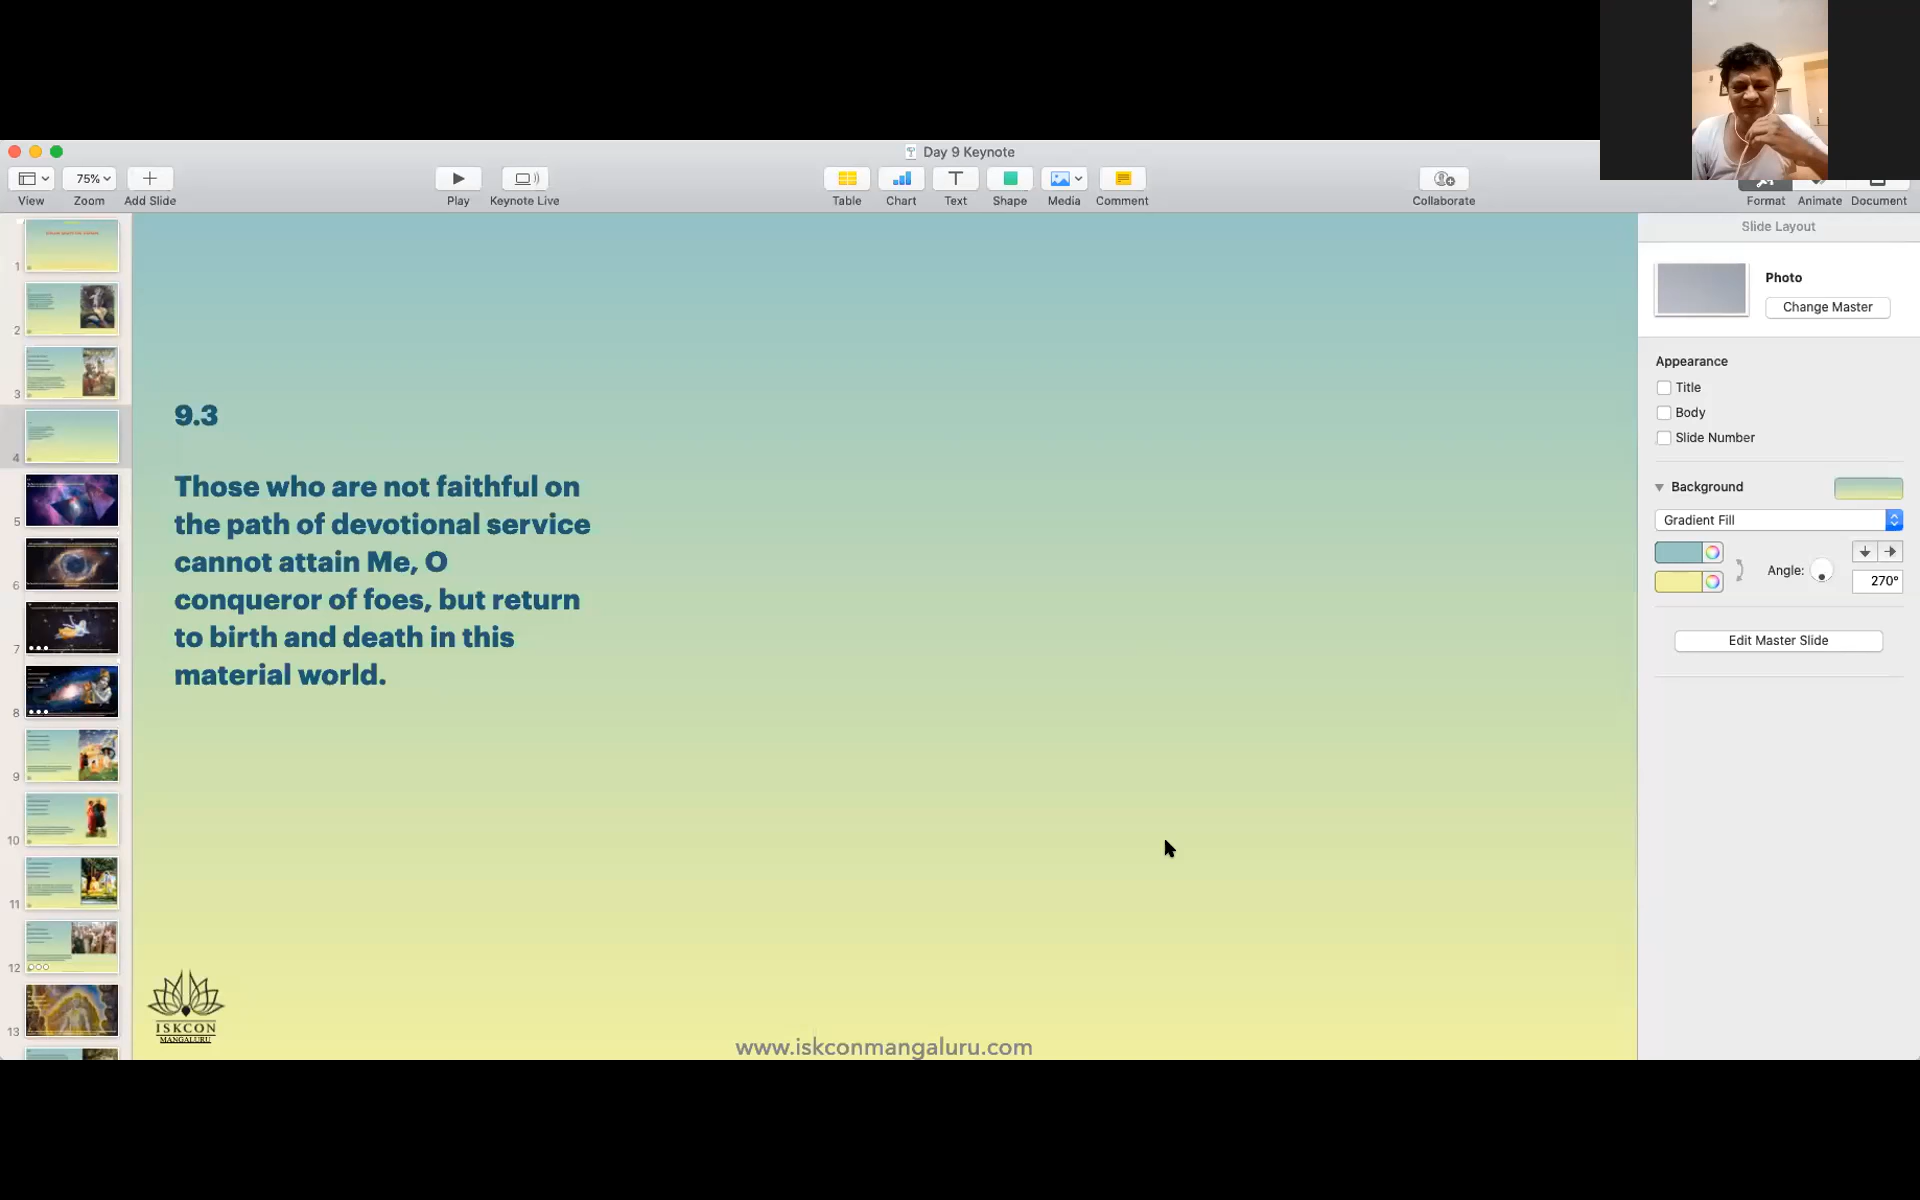 Day 9 Keynote
75%
View
Zoom
Add Slide
Play
Keynote Live
Table
Chart
Text
Shape
Media
Comment
Collaborate
Format
Animate
Document
1
2
3
4
5
6
7
8
9
10
11
12
13
9.3
Those who are not faithful on
the path of devotional service
cannot attain Me, O
conqueror of foes, but return
to birth and death in this
material world.
ISKCON
MANGALURU
www.iskconmangaluru.com
Slide Layout
Photo
Change Master
Appearance
Title
Body
Slide Number
Background
Gradient Fill
Angle:
270°
Edit Master Slide